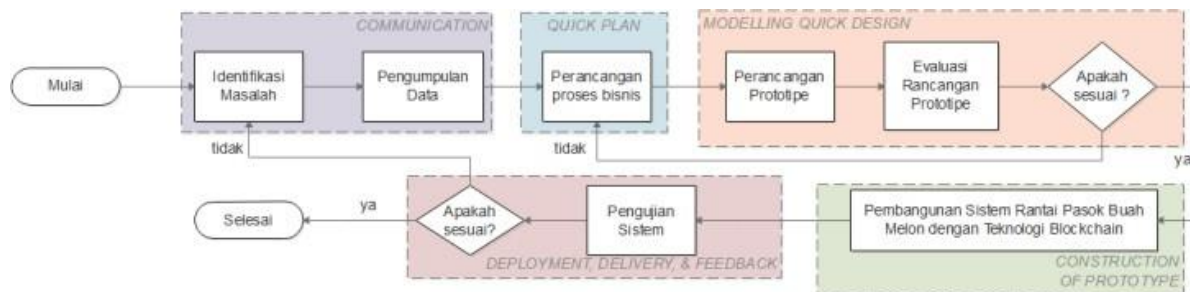 COMMUNICATION
QUICK PLAN
MODELLING QUICK DESIGN
Mulai
Identifikasi
Masalah
Pengumpulan
Data
Perancangan
proses bisnis
Perancangan
Prototipe
Evaluasi
Rancangan
Prototipe
Apakah
sesuai ?
tidak
tidak
ya
Selesai
ya
Apakah
sesuai?
Pengujian
Sistem
Pembangunan Sistem Rantai Pasok Buah
Melon dengan Teknologi Blockchain
DEPLOYMENT, DELIVERY, & FEEDBACK
CONSTRUCTION
OF PROTOTYPE